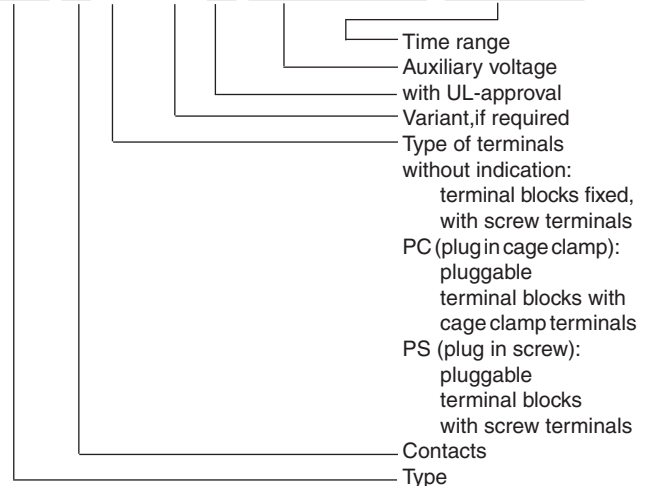 Time range
Auxiliary voltage
with UL-approval
Variant,if required
Type of terminals
without indication:
terminal blocks fixed,
with screw terminals
PC (plug in cage clamp):
pluggable
terminal blocks with
cage clamp terminals
PS (plug in screw):
pluggable
terminal blocks
with screw terminals
Contacts
Type